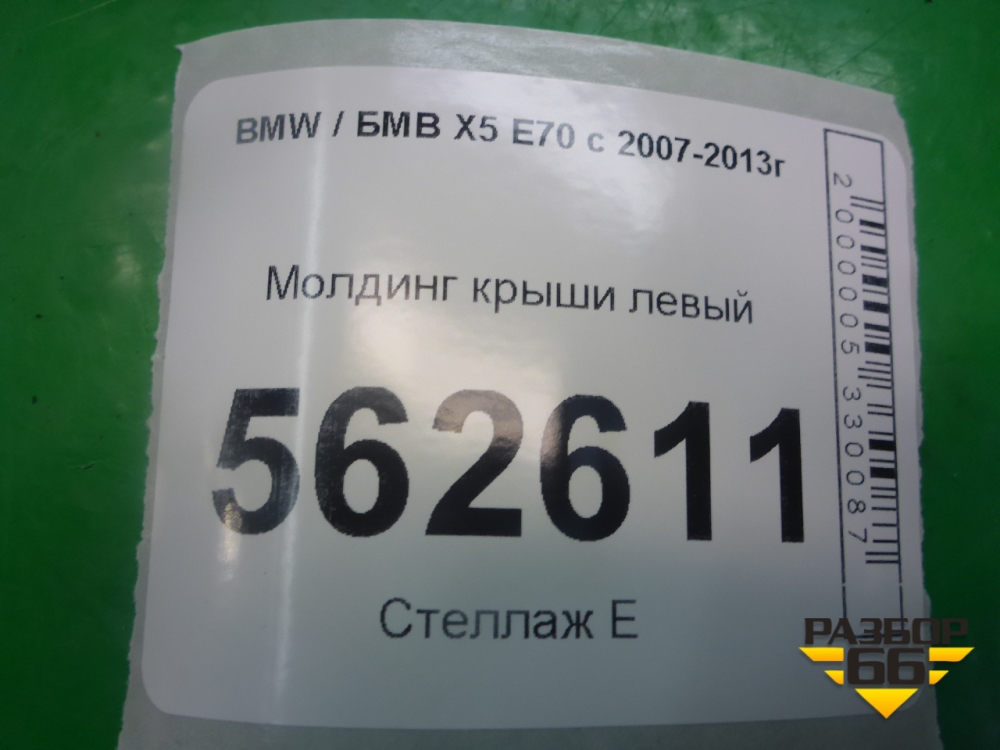 BMW / БМВ X5 E70 с 2007-2013г
Молдинг крыши левый
562611
Стеллаж Е
2000005330087
РАЗБОР
66